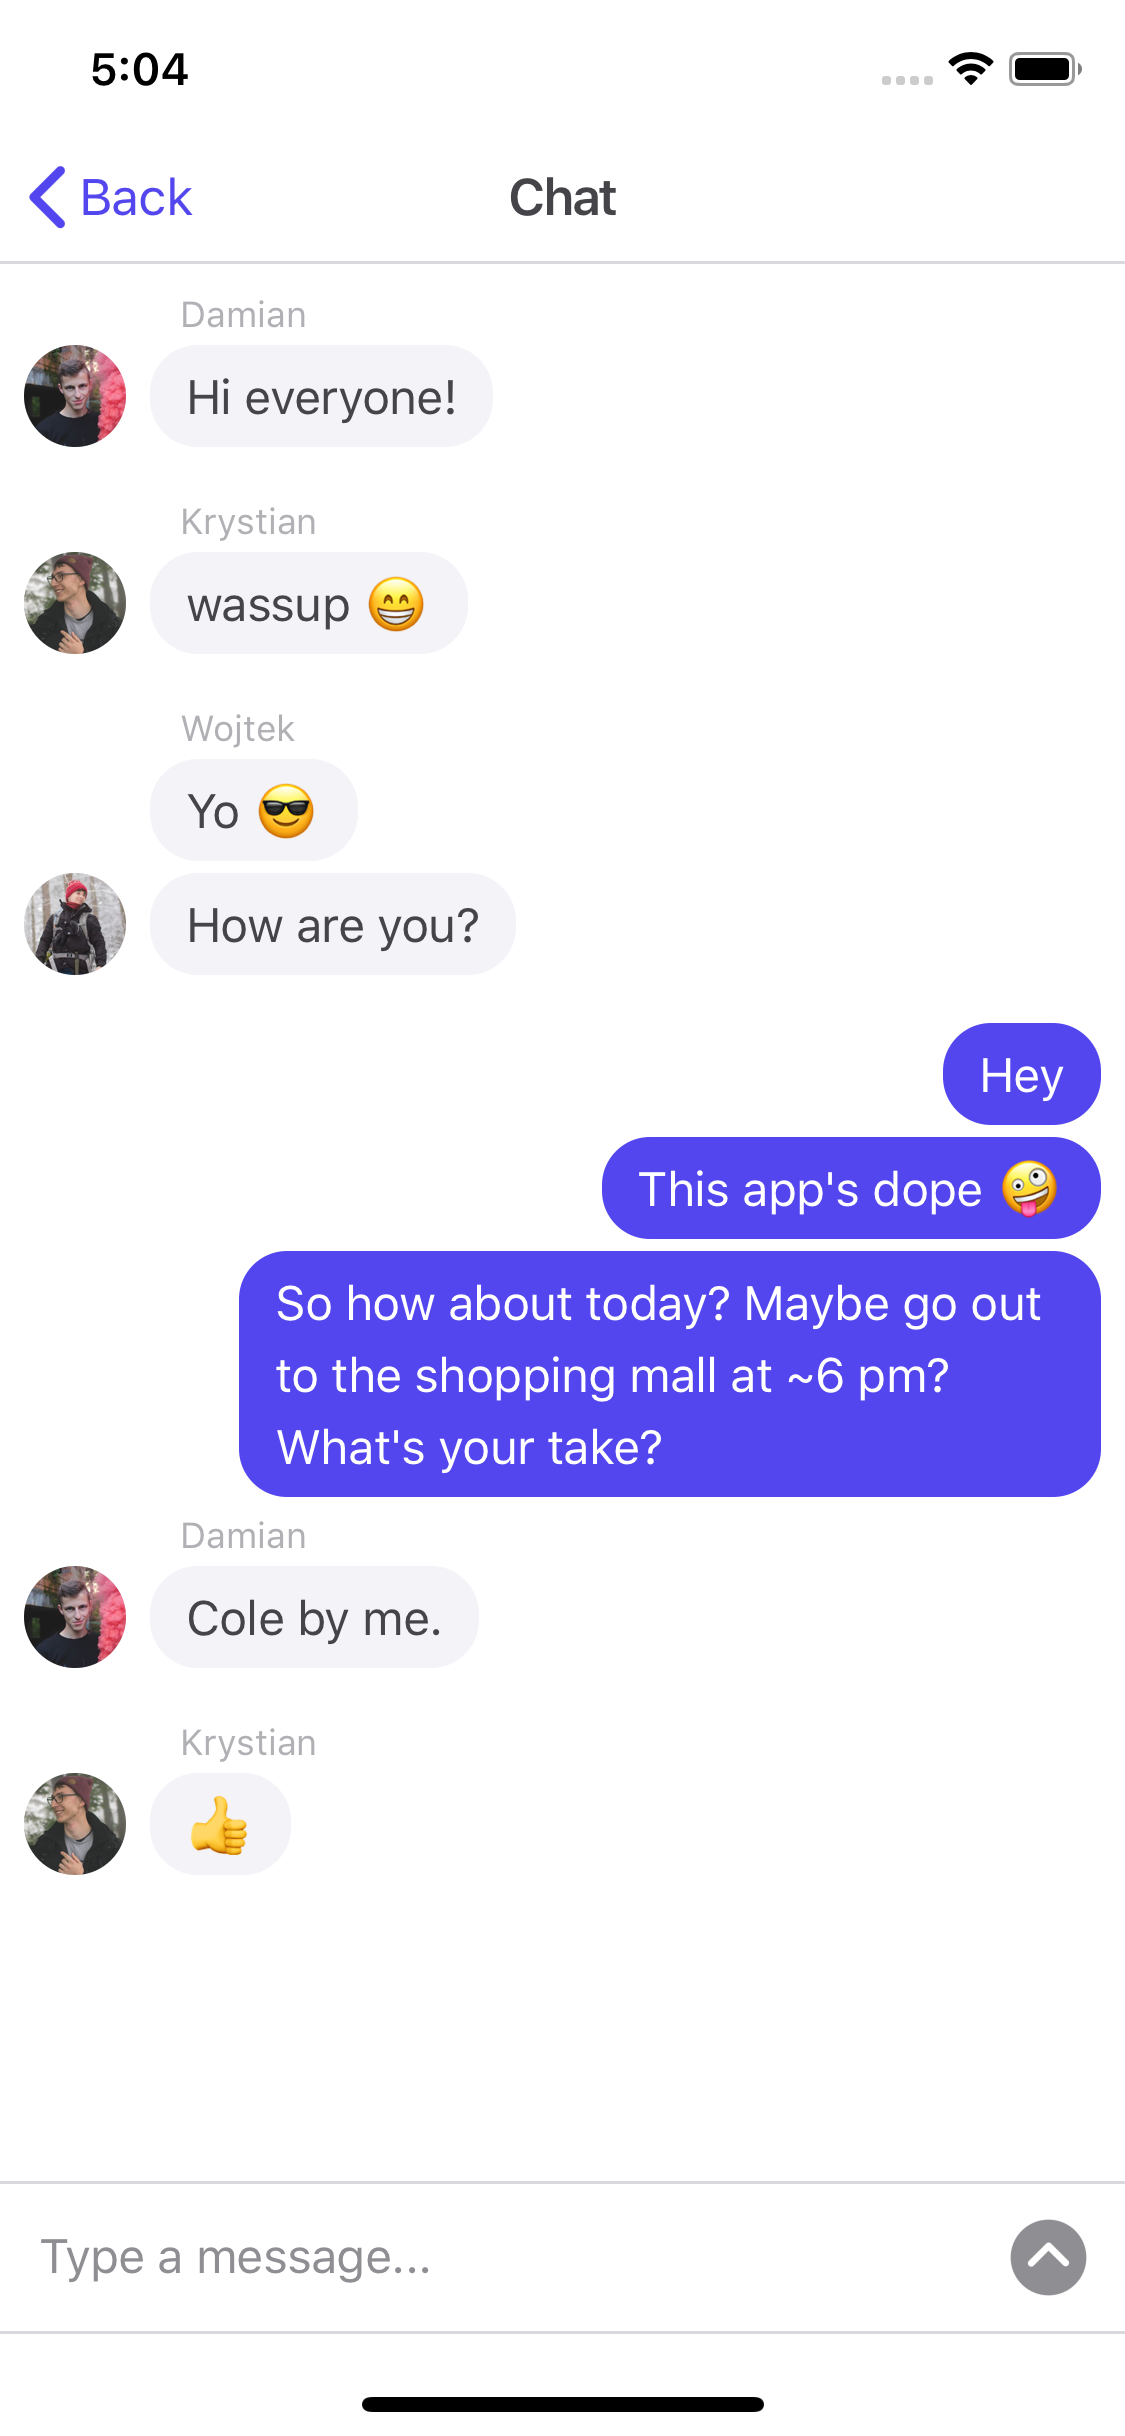 5:04
Back
Chat
Damian
Hi everyone!
Krystian
wassup 😁
Wojtek
Yo 😎
How are you?
Hey
This app's dope 🤪
So how about today? Maybe go out
to the shopping mall at ~6 pm?
What's your take?
Damian
Cole by me.
Krystian
👍
Type a message...